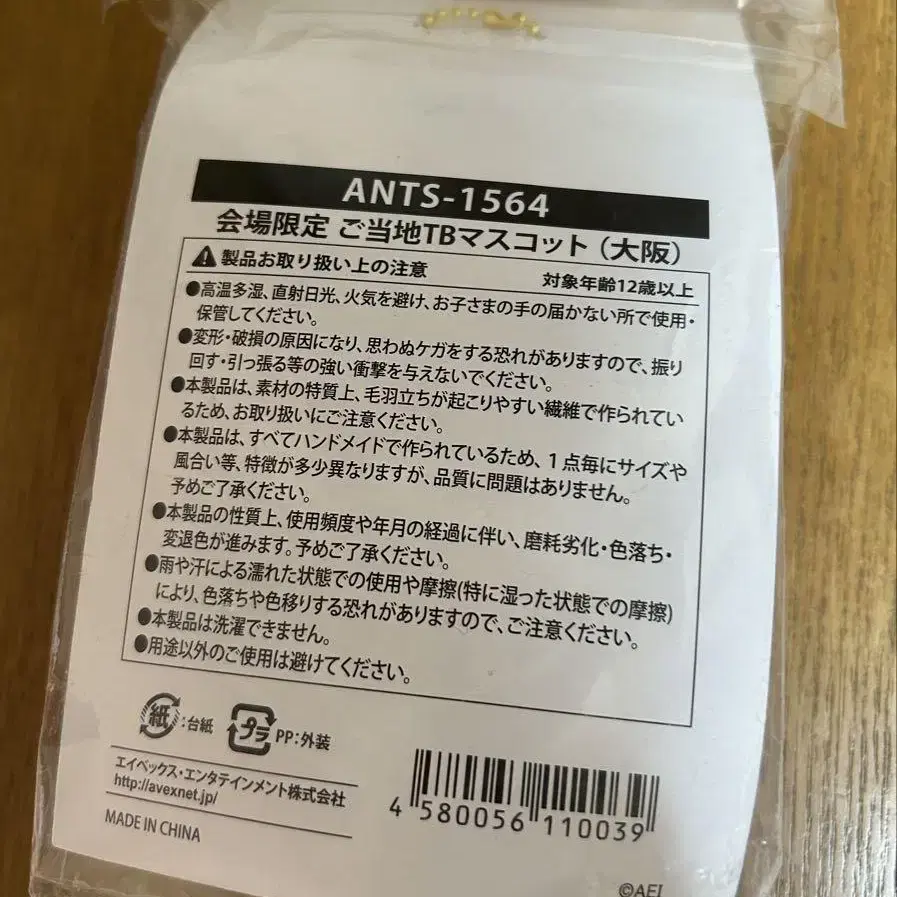 ANTS-1564
会場限定 ご当地TBマスコット（大阪）
製品お取り扱い上の注意 対象年齢12歳以上
●高温多湿、直射日光、火気を避け、お子さまの手の届かない所で使用・
保管してください。
●変形・破損の原因になり、思わぬケガをする恐れがありますので、振り
回す・引っ張る等の強い衝撃を与えないでください。
●本製品は、素材の特質上、毛羽立ちが起こりやすい繊維で作られてい
るため、お取り扱いにご注意ください。
●本製品は、すべてハンドメイドで作られているため、1点毎にサイズや
風合い等、特徴が多少異なりますが、品質に問題はありません。
予めご了承ください。
●本製品の性質上、使用頻度や年月の経過に伴い、磨耗劣化・色落ち・
変退色が進みます。予めご了承ください。
●雨や汗による濡れた状態での使用や摩擦(特に湿った状態での摩擦)
により、色落ちや色移りする恐れがありますので、ご注意ください。
●本製品は洗濯できません。
●用途以外のご使用は避けてください。
紙:台紙 プラ PP:外装
エイベックス・エンタテインメント株式会社
http://avexnet.jp/
MADE IN CHINA
4 580056 110039
©AEI